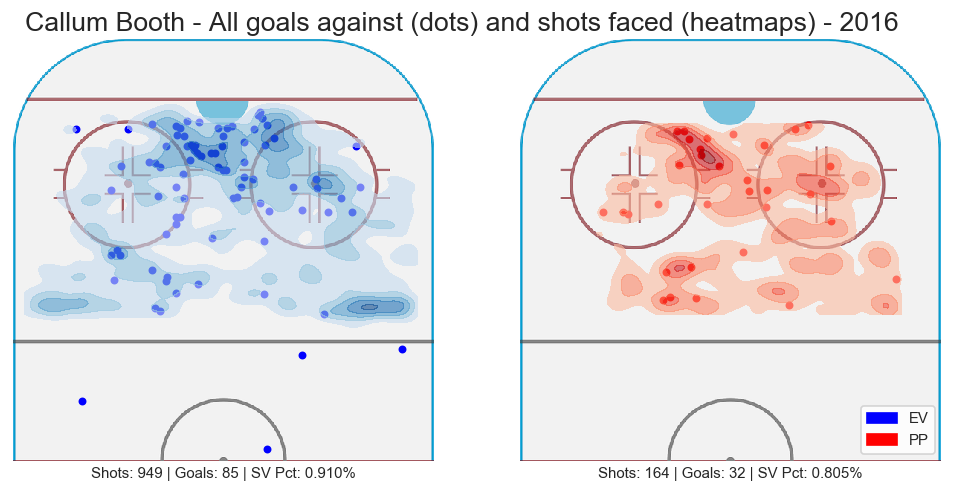 Callum Booth - All goals against (dots) and shots faced (heatmaps) - 2016
EV
PP
Shots: 949 | Goals: 85 | SV Pct: 0.910%
Shots: 164 | Goals: 32 | SV Pct: 0.805%